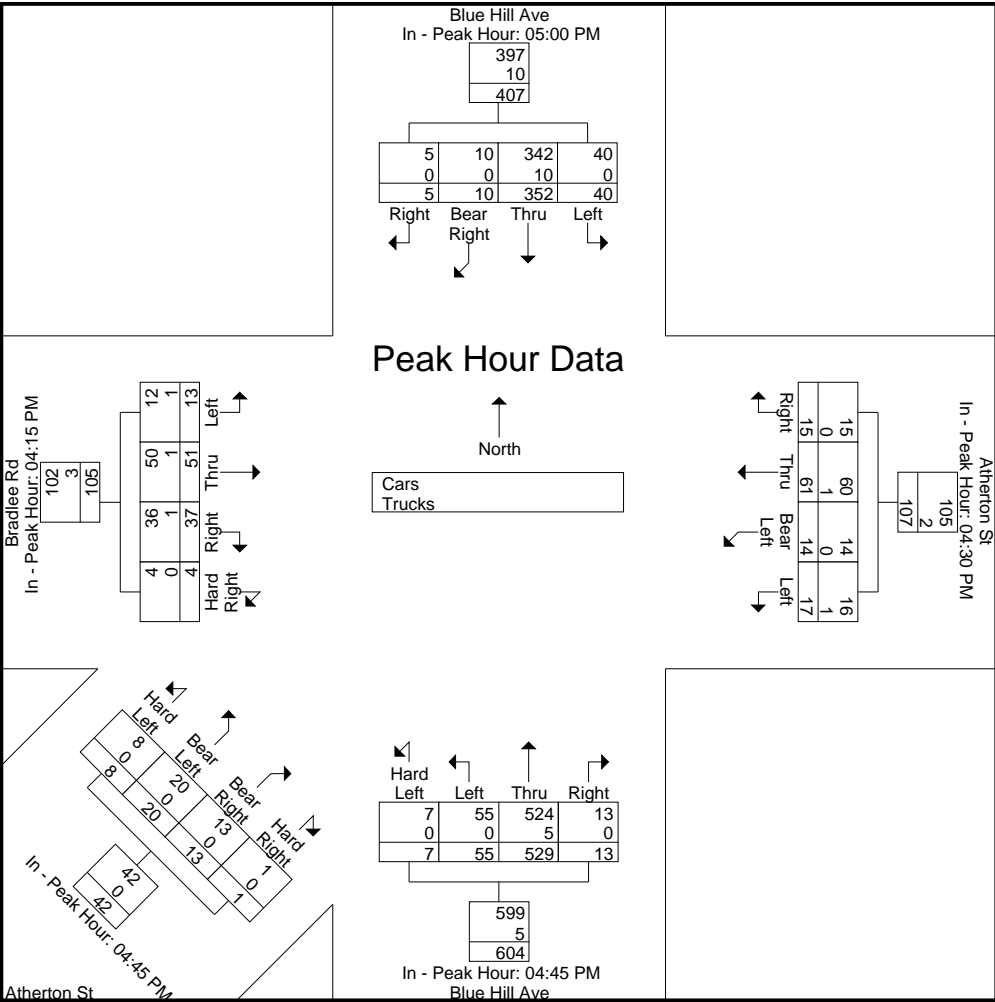 Blue Hill Ave
In - Peak Hour: 05:00 PM
397
10
407
5 10 342 40
0 0 10 0
5 10 352 40
Right Bear Right Thru Left
Peak Hour Data
North
Cars
Trucks
Bradlee Rd
In - Peak Hour: 04:15 PM
102 3 105
12 1 13 Left
50 1 51 Thru
36 1 37 Right
4 0 4 Hard Right
Atherton St
In - Peak Hour: 04:30 PM
105
2
107
Right 15 0 15
Thru 61 1 60
Bear Left 14 0 14
Left 17 1 16
Hard Left
Bear Left
Bear Right
Hard Right
8 20 13 1
0 0 0 0
8 20 13 1
42
0
42
In - Peak Hour: 04:45 PM
Atherton St
Hard Left Left Thru Right
7 55 524 13
0 0 5 0
7 55 529 13
599
5
604
In - Peak Hour: 04:45 PM
Blue Hill Ave